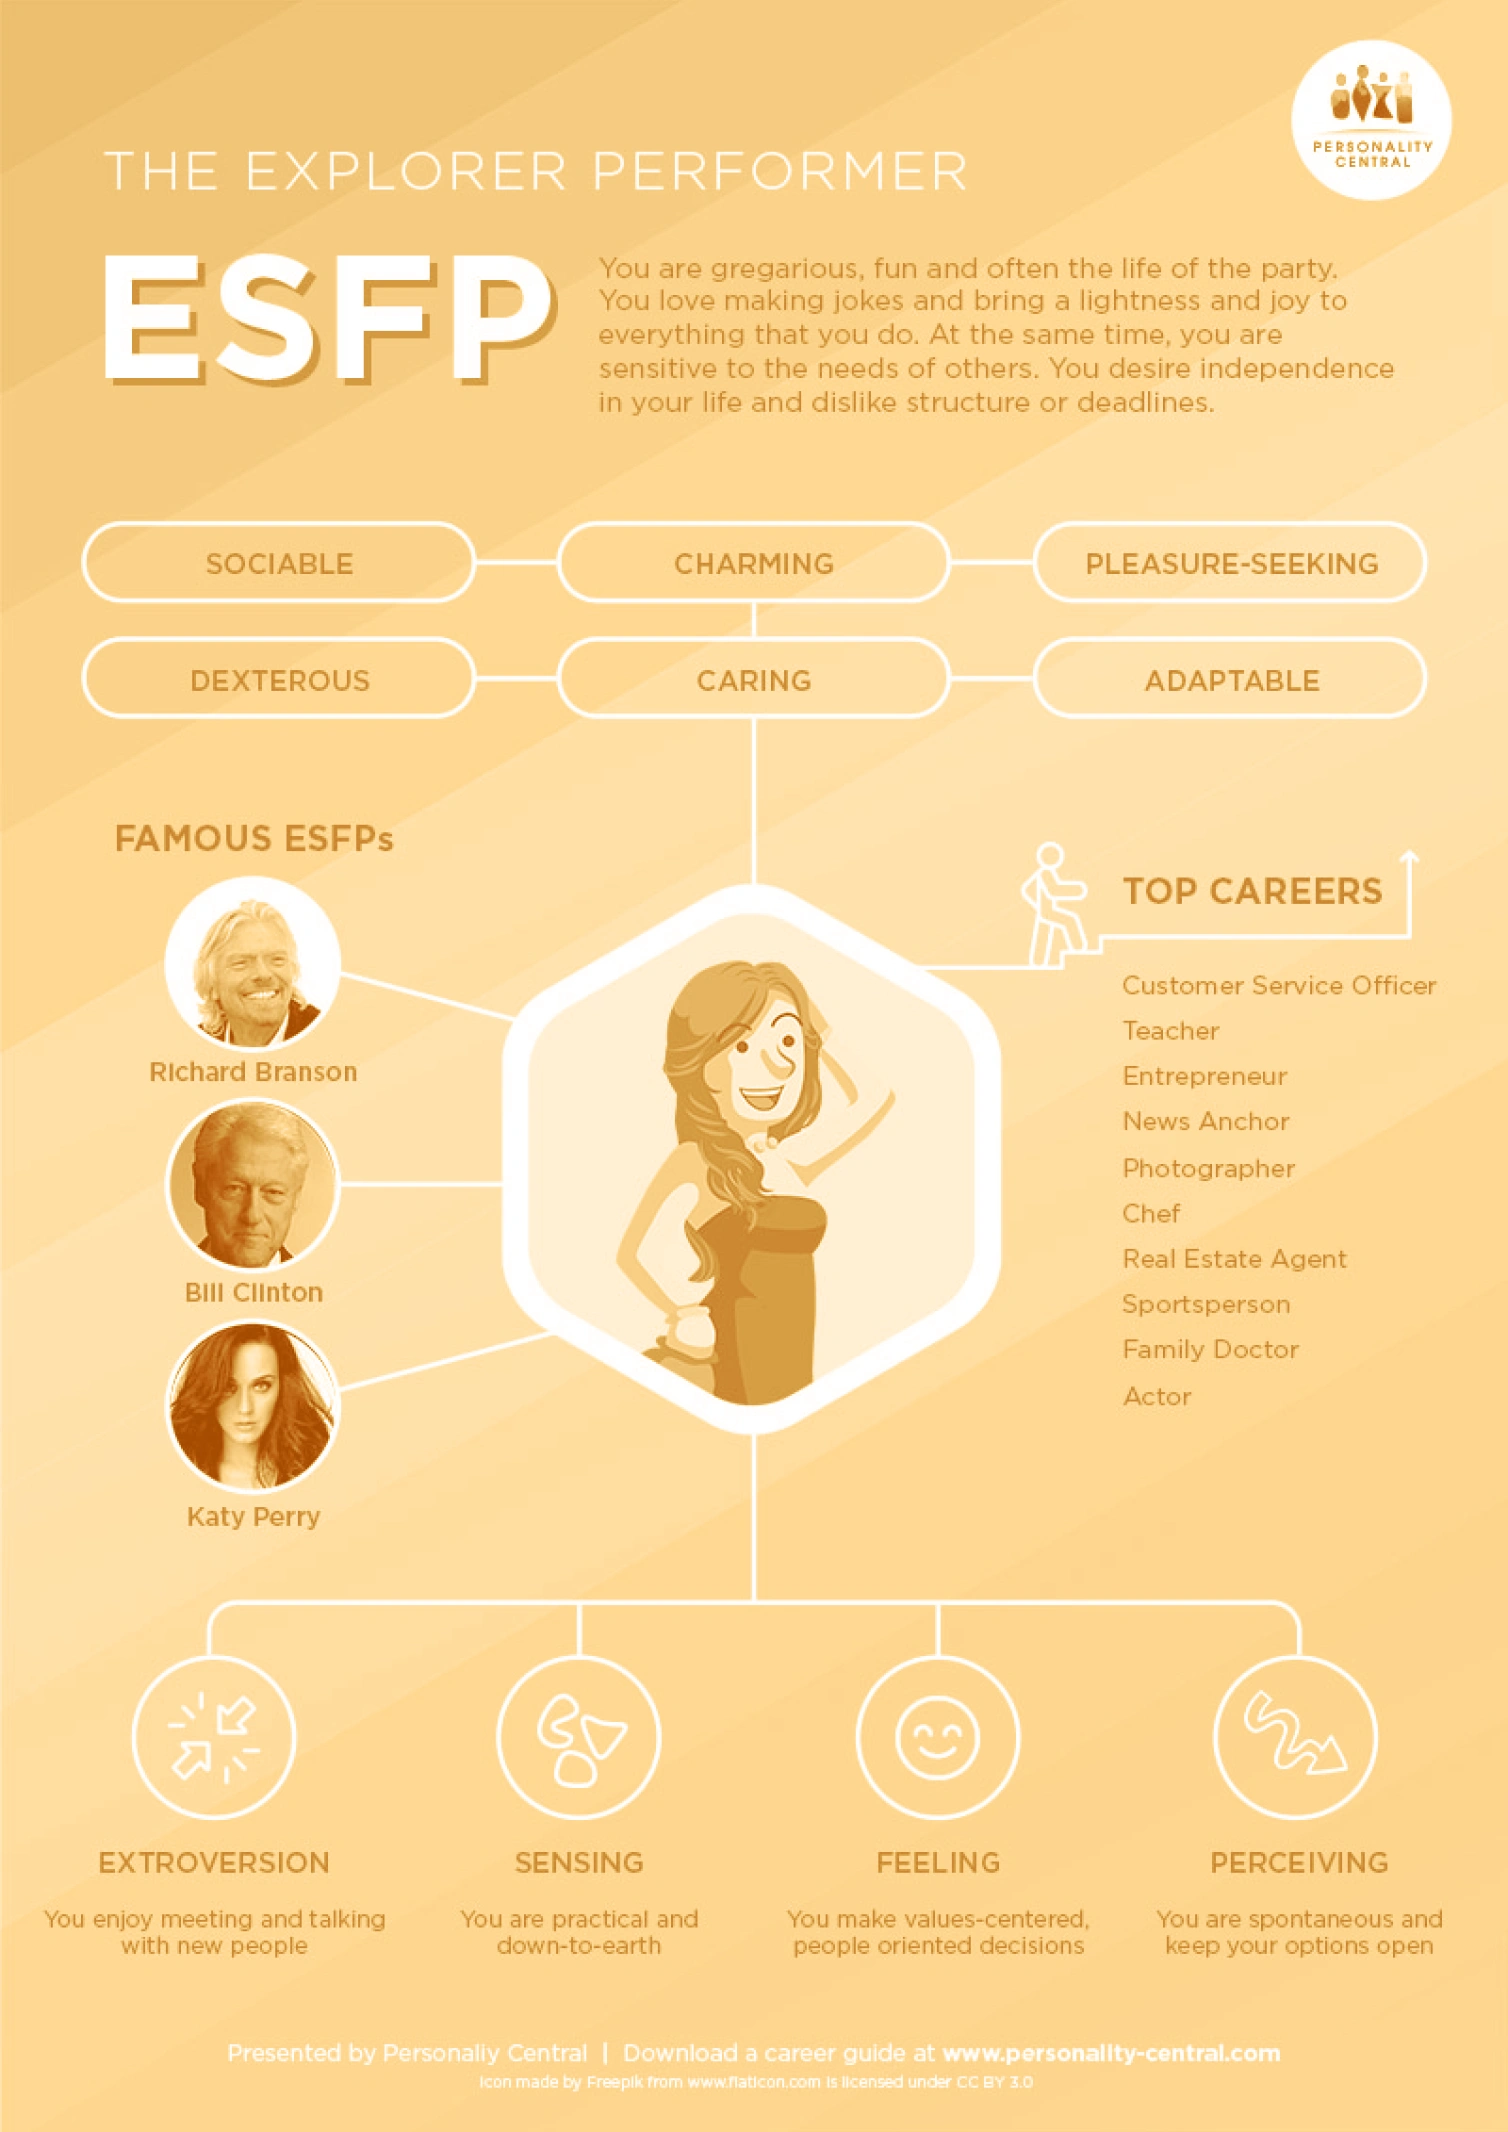 PERSONALITY
CENTRAL
THE EXPLORER PERFORMER
ESFP
You are gregarious, fun and often the life of the party.
You love making jokes and bring a lightness and joy to
everything that you do. At the same time, you are
sensitive to the needs of others. You desire independence
in your life and dislike structure or deadlines.
SOCIABLE
CHARMING
PLEASURE-SEEKING
DEXTEROUS
CARING
ADAPTABLE
FAMOUS ESFPs
RIchard Branson
Bill Clinton
Katy Perry
TOP CAREERS
Customer Service Officer
Teacher
Entrepreneur
News Anchor
Photographer
Chef
Real Estate Agent
Sportsperson
Family Doctor
Actor
EXTROVERSION
You enjoy meeting and talking
with new people
SENSING
You are practical and
down-to-earth
FEELING
You make values-centered,
people oriented decisions
PERCEIVING
You are spontaneous and
keep your options open
Presented by Personally Central | Download a career guide at www.personality-central.com
Icon made by Freepik from www.flaticon.com is licensed under CC BY 3.0